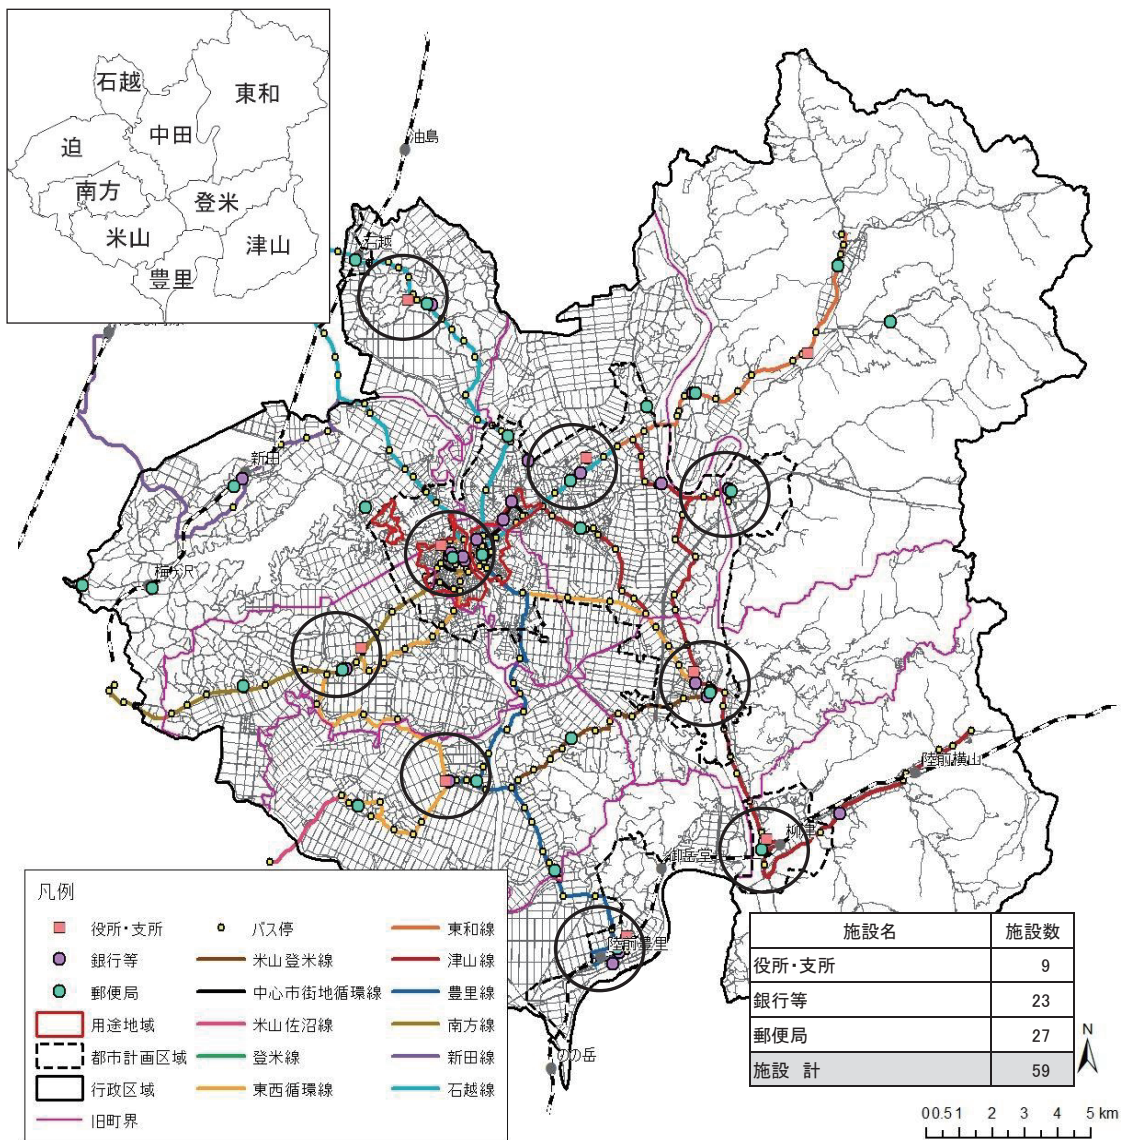 石越
東和
中田
迫
南方
登米
米山
津山
豊里
油島
石越
新田
梅ヶ沢
陸前横山
柳津
御岳堂
陸前豊里
のの岳
凡例
役所・支所
銀行等
郵便局
用途地域
都市計画区域
行政区域
旧町界
バス停
米山登米線
中心市街地循環線
米山佐沼線
登米線
東西循環線
東和線
津山線
豊里線
南方線
新田線
石越線
施設名 施設数
役所・支所 9
銀行等 23
郵便局 27
施設 計 59
N
00.51 2 3 4 5 km